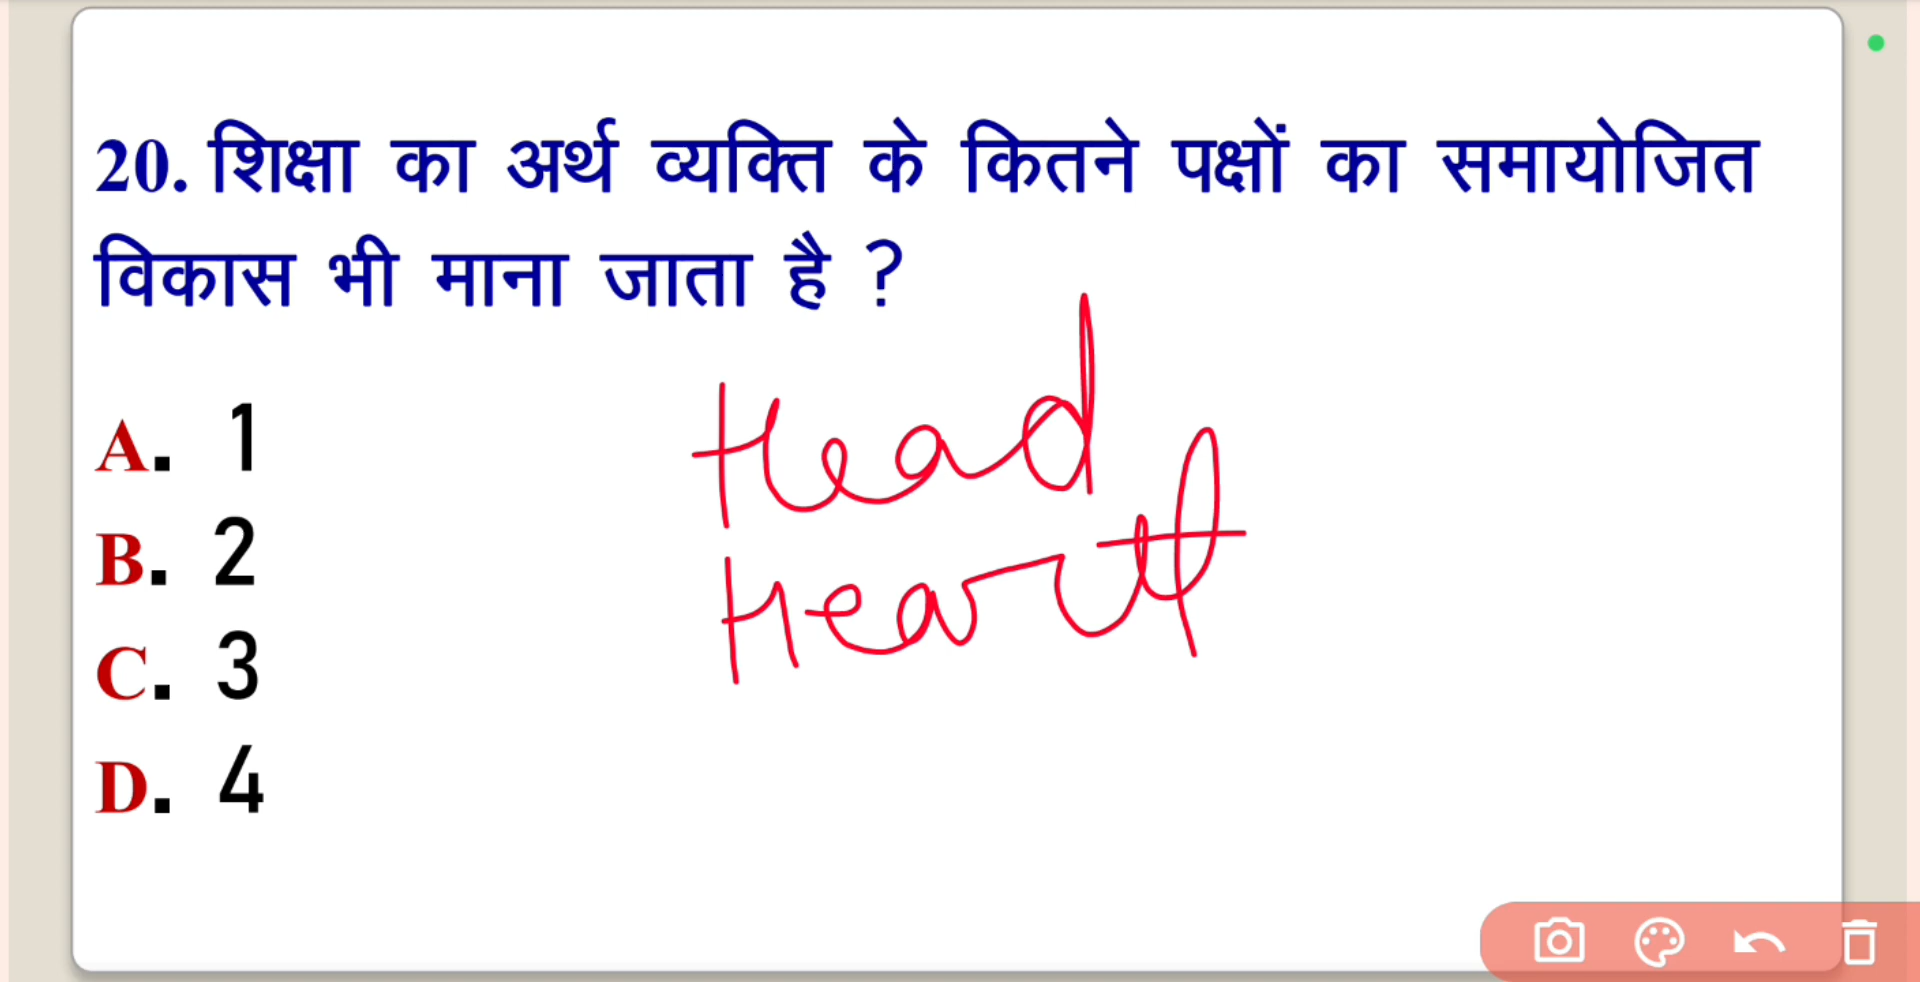 20. शिक्षा का अर्थ व्यक्ति के कितने पक्षों का समायोजित
विकास भी माना जाता है ?
A. 1
B. 2
C. 3
D. 4
Head
Heart